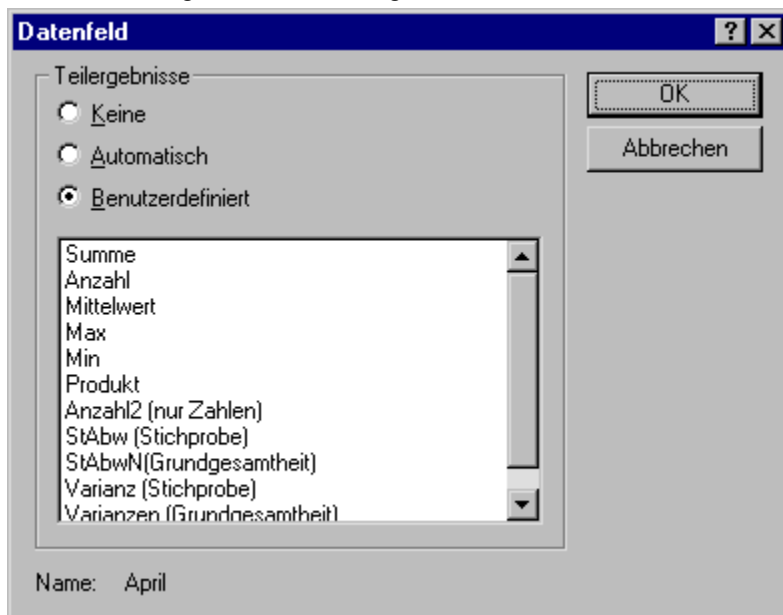 Datenfeld
Teilergebnisse
Keine
Automatisch
Benutzerdefiniert
OK
Abbrechen
Summe
Anzahl
Mittelwert
Max
Min
Produkt
Anzahl2 (nur Zahlen)
StAbw (Stichprobe)
StAbwN(Grundgesamtheit)
Varianz (Stichprobe)
Varianzen (Grundgesamtheit)
Name: April